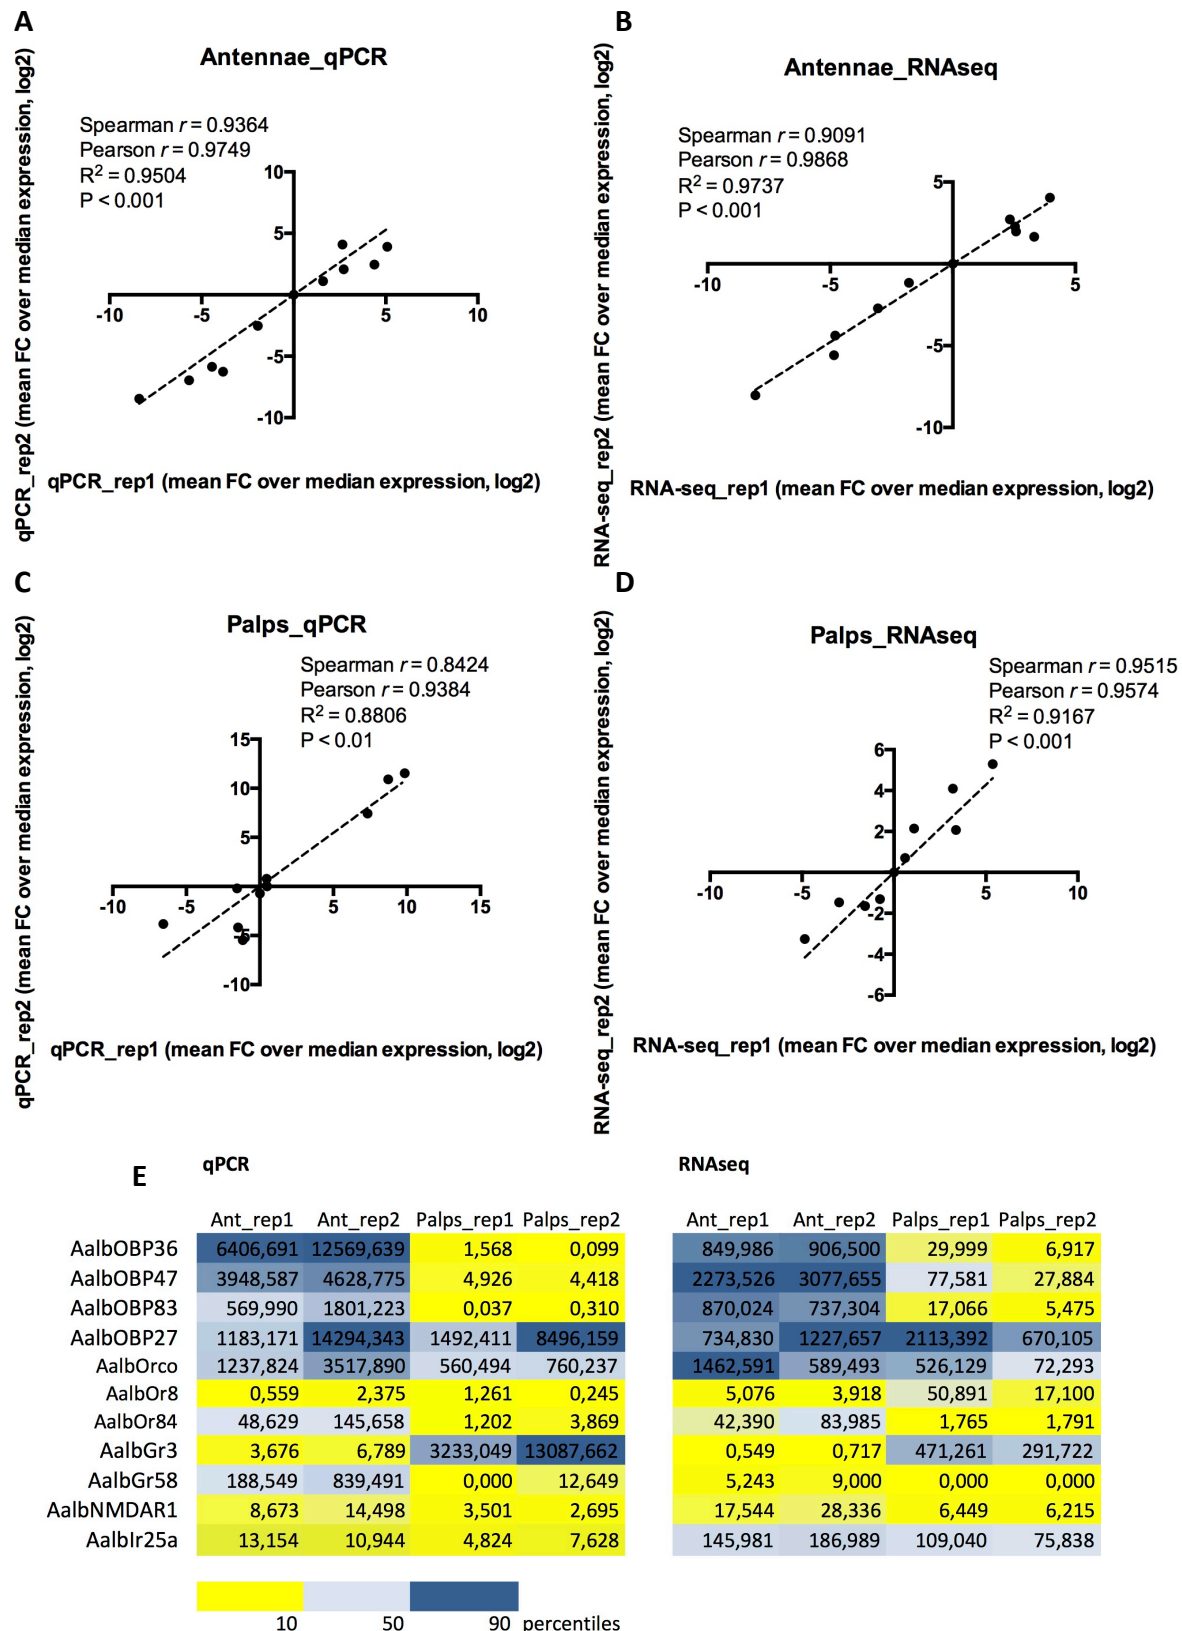 A
Antennae_qPCR
qPCR_rep2 (mean FC over median expression, log2)
Spearman r = 0.9364
Pearson r = 0.9749
R2 = 0.9504
P < 0.001
10
5
-10 -5 5 10
-5
-10
qPCR_rep1 (mean FC over median expression, log2)
B
Antennae_RNAseq
RNA-seq_rep2 (mean FC over median expression, log2)
Spearman r = 0.9091
Pearson r = 0.9868
R2 = 0.9737
P < 0.001
5
-10 -5 5
-5
-10
RNA-seq_rep1 (mean FC over median expression, log2)
C
Palps_qPCR
qPCR_rep2 (mean FC over median expression, log2)
Spearman r = 0.8424
Pearson r = 0.9384
R2 = 0.8806
P < 0.01
15
10
5
-10 -5 5 10 15
-5
-10
qPCR_rep1 (mean FC over median expression, log2)
D
Palps_RNAseq
RNA-seq_rep2 (mean FC over median expression, log2)
Spearman r = 0.9515
Pearson r = 0.9574
R2 = 0.9167
P < 0.001
6
4
2
-10 -5 5 10
-2
-4
-6
RNA-seq_rep1 (mean FC over median expression, log2)
E
qPCR RNAseq
Ant_rep1 Ant_rep2 Palps_rep1 Palps_rep2 Ant_rep1 Ant_rep2 Palps_rep1 Palps_rep2
AalbOBP36 6406,691 12569,639 1,568 0,099 849,986 906,500 29,999 6,917
AalbOBP47 3948,587 4628,775 4,926 4,418 2273,526 3077,655 77,581 27,884
AalbOBP83 569,990 1801,223 0,037 0,310 870,024 737,304 17,066 5,475
AalbOBP27 1183,171 14294,343 1492,411 8496,159 734,830 1227,657 2113,392 670,105
AalbOrco 1237,824 3517,890 560,494 760,237 1462,591 589,493 526,129 72,293
AalbOr8 0,559 2,375 1,261 0,245 5,076 3,918 50,891 17,100
AalbOr84 48,629 145,658 1,202 3,869 42,390 83,985 1,765 1,791
AalbGr3 3,676 6,789 3233,049 13087,662 0,549 0,717 471,261 291,722
AalbGr58 188,549 839,491 0,000 12,649 5,243 9,000 0,000 0,000
AalbNMDAR1 8,673 14,498 3,501 2,695 17,544 28,336 6,449 6,215
AalbIr25a 13,154 10,944 4,824 7,628 145,981 186,989 109,040 75,838
10 50 90 percentiles